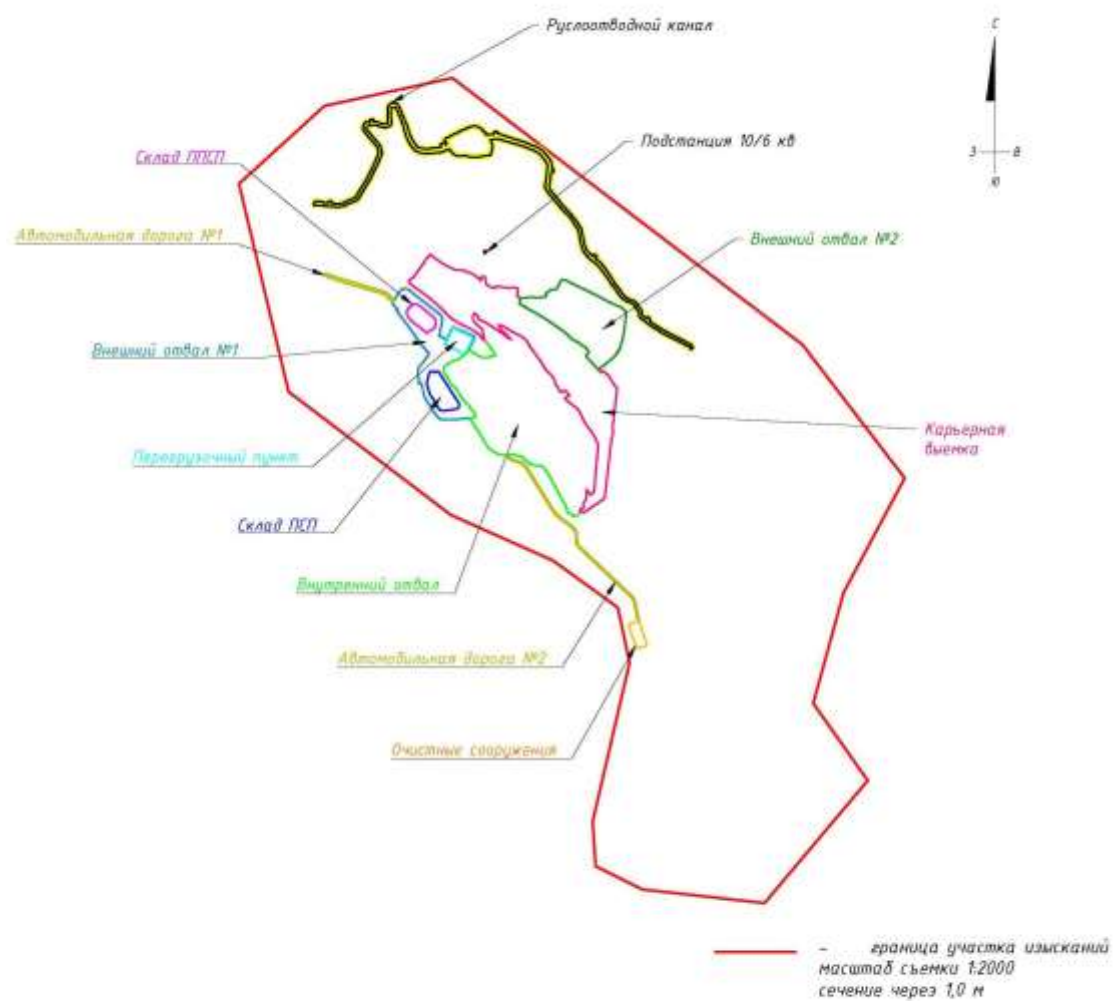 Руслоотводной канал
С
Подстанция 10/6 кв
З
В
Ю
Склад ППСП
Автомобильная дорога №1
Внешний отвал №2
Внешний отвал №1
Карьерная
выемка
Перегрузочный пункт
Склад ПСП
Внутренний отвал
Автомобильная дорога №2
Очистные сооружения
- граница участка изысканий
масштаб съемки 1:2000
сечение через 1,0 м